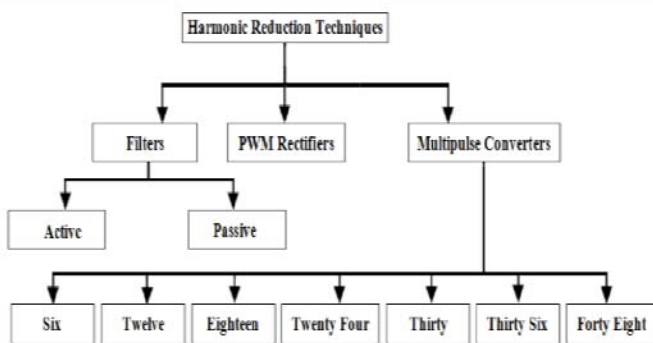 Harmonic Reduction Techniques
Filters
PWM Rectifiers
Multipulse Converters
Active
Passive
Six
Twelve
Eighteen
Twenty Four
Thirty
Thirty Six
Forty Eight